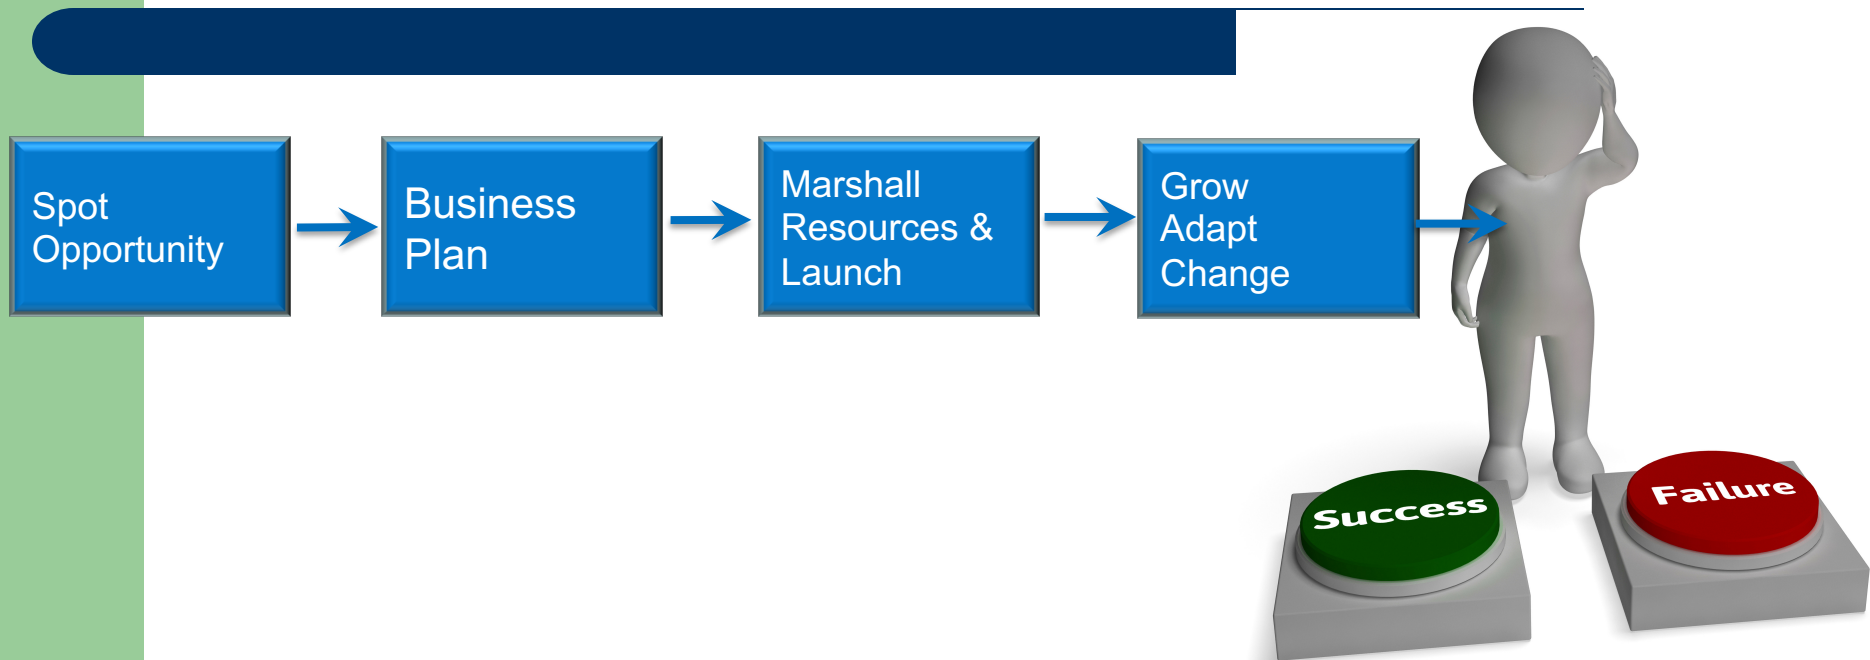 Spot
Opportunity
Business
Plan
Marshall
Resources &
Launch
Grow
Adapt
Change
Success
Failure